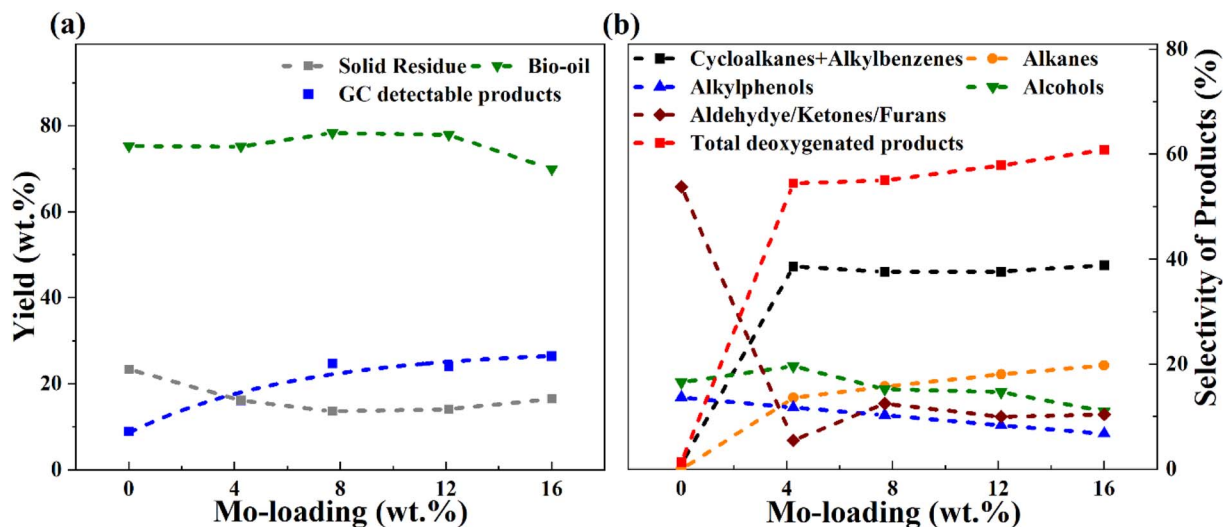 (a)
Solid Residue
Bio-oil
GC detectable products
80
60
40
20
0
Yield (wt.%)
0 4 8 12 16
Mo-loading (wt.%)
(b)
Cycloalkanes+Alkylbenzenes
Alkanes
Alkylphenols
Alcohols
Aldehydye/Ketones/Furans
Total deoxygenated products
80
60
40
20
0
Selectivity of Products (%)
0 4 8 12 16
Mo-loading (wt.%)